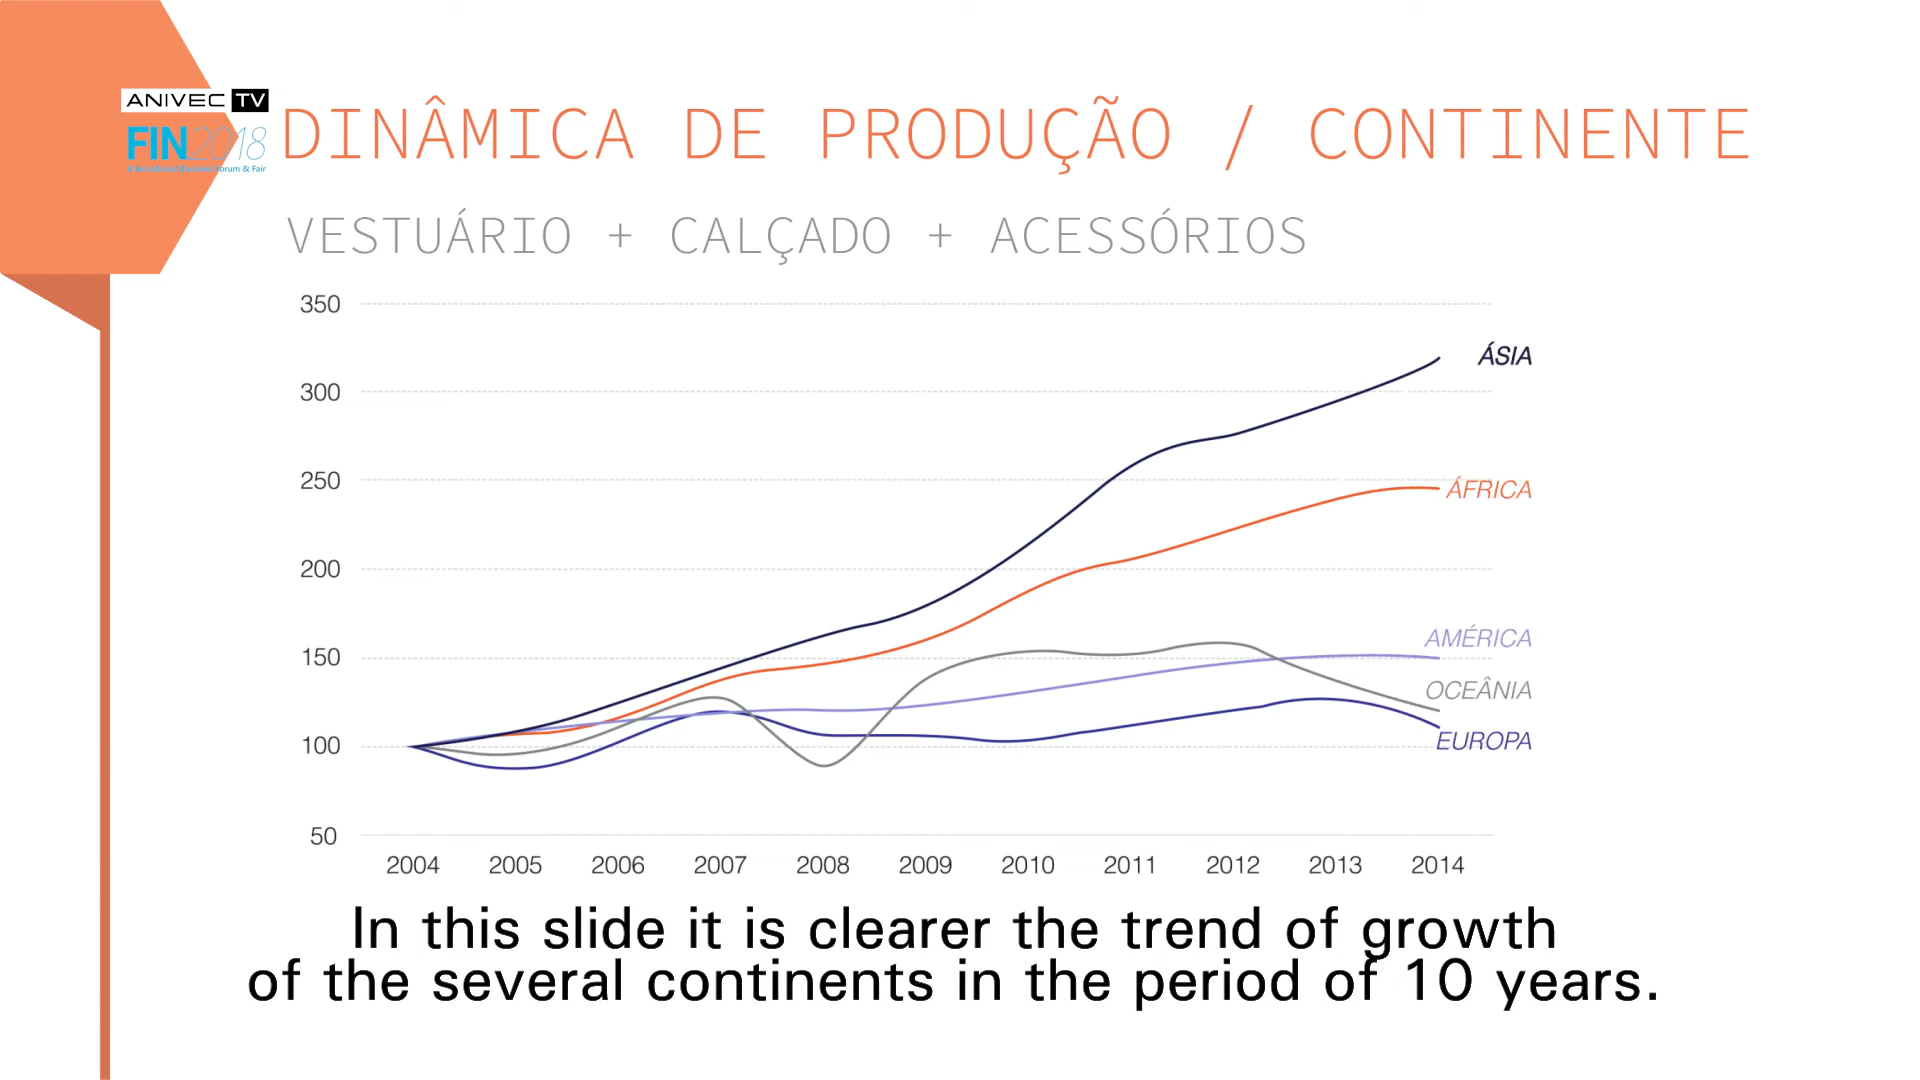 ANIVEC TV
FIN2018
Forum & Fair
DINÂMICA DE PRODUÇÃO / CONTINENTE
VESTUÁRIO + CALÇADO + ACESSÓRIOS
350
300
250
200
150
100
50
ÁSIA
ÁFRICA
AMÉRICA
OCEÂNIA
EUROPA
2004 2005 2006 2007 2008 2009 2010 2011 2012 2013 2014
In this slide it is clearer the trend of growth
of the several continents in the period of 10 years.